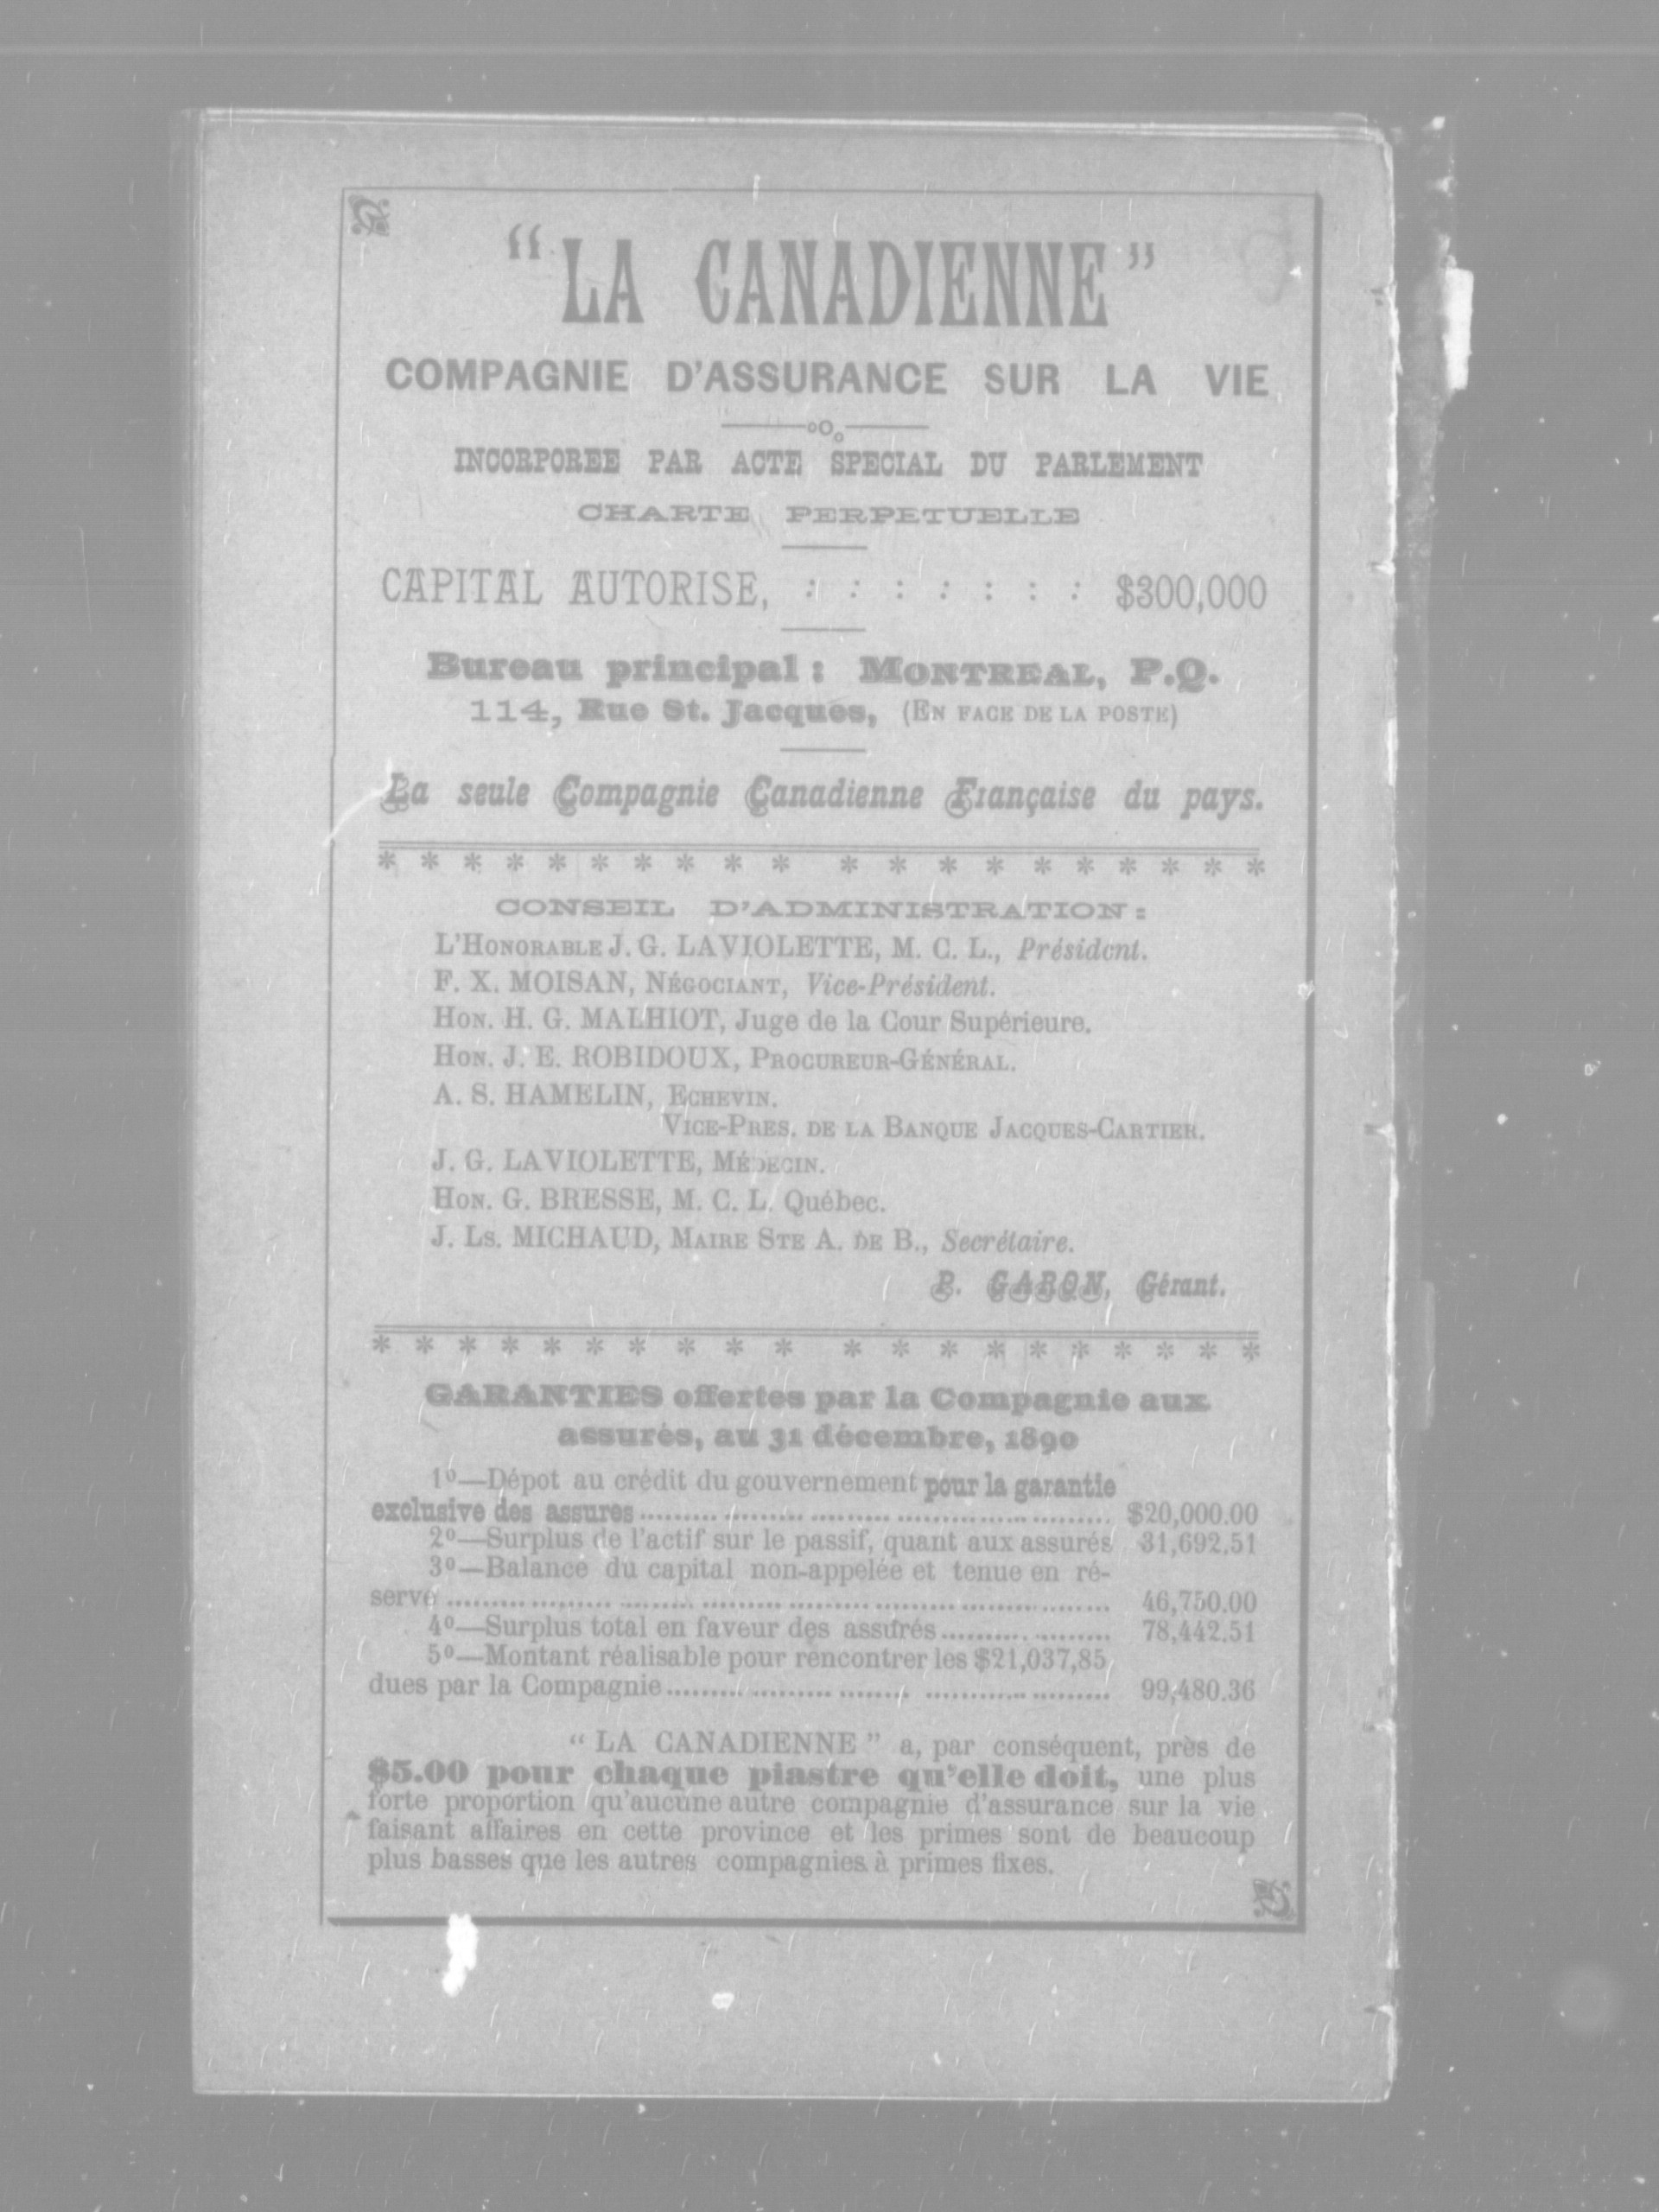 “LA CANADIENNE”
COMPAGNIE D'ASSURANCE SUR LA VIE
INCORPOREE PAR ACTE SPECIAL DU PARLEMENT
CHARTE PERPETUELLE
CAPITAL AUTORISE, : : : : : : : $300,000
Bureau principal : MONTREAL, P.Q.
114, Rue St. Jacques, (EN FACE DE LA POSTE)
La seule Compagnie Canadienne Française du pays.
* * * * * * * * * * * * * * * * * * * *
CONSEIL D'ADMINISTRATION :
L'HONORABLE J. G. LAVIOLETTE, M. C. L., Président.
F. X. MOISAN, NÉGOCIANT, Vice-Président.
HON. H. G. MALHIOT, Juge de la Cour Supérieure.
HON. J. E. ROBIDOUX, PROCUREUR-GÉNÉRAL.
A. S. HAMELIN, ECHEVIN.
VICE-PRES. DE LA BANQUE JACQUES-CARTIER.
J. G. LAVIOLETTE, MÉDECIN.
HON. G. BRESSE, M. C. L. Québec.
J. LS. MICHAUD, MAIRE STE A. DE B., Secrétaire.
P. GARON, Gérant.
* * * * * * * * * * * * * * * * * * * *
GARANTIES offertes par la Compagnie aux
assurés, au 31 décembre, 1890
1º—Dépot au crédit du gouvernement pour la garantie
exclusive des assurés ........ $20,000.00
2º—Surplus de l'actif sur le passif, quant aux assurés 31,692.51
3º—Balance du capital non-appelée et tenue en ré-
serve ........ 46,750.00
4º—Surplus total en faveur des assurés ........ 78,442.51
5º—Montant réalisable pour rencontrer les $21,037,85
dues par la Compagnie ........ 99,480.36
“ LA CANADIENNE ” a, par conséquent, près de
$5.00 pour chaque piastre qu'elle doit, une plus
forte proportion qu'aucune autre compagnie d'assurance sur la vie
faisant affaires en cette province et les primes sont de beaucoup
plus basses que les autres compagnies à primes fixes.